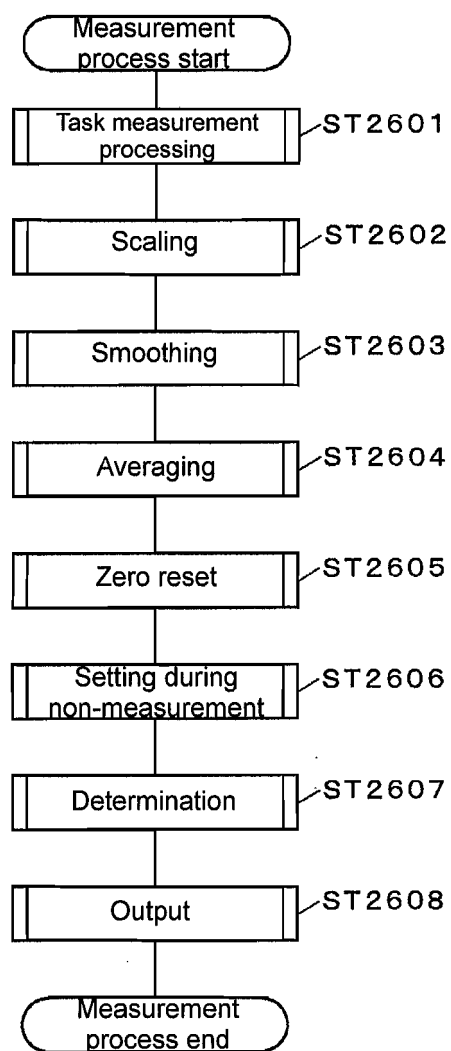 Measurement
process start
Task measurement
processing
ST2601
Scaling
ST2602
Smoothing
ST2603
Averaging
ST2604
Zero reset
ST2605
Setting during
non-measurement
ST2606
Determination
ST2607
Output
ST2608
Measurement
process end